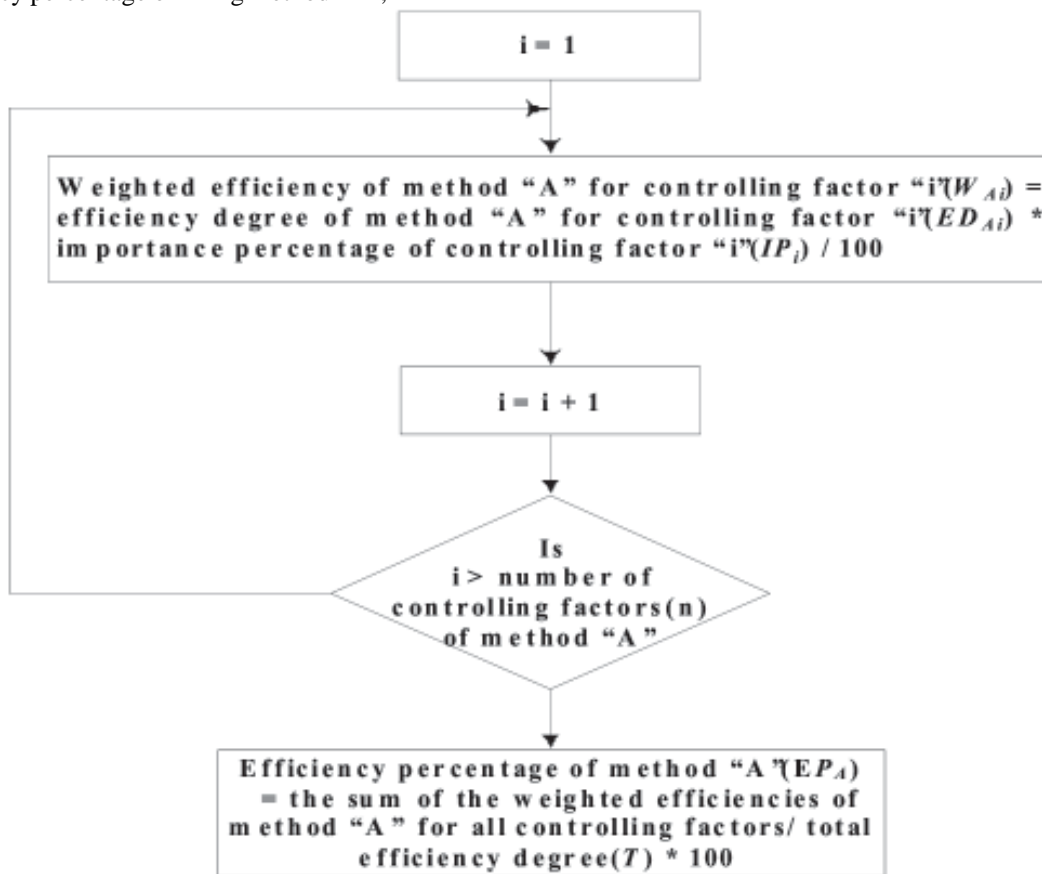 i = 1
Weighted efficiency of method “A” for controlling factor “i”(W_Ai) =
efficiency degree of method “A” for controlling factor “i”(ED_Ai) *
importance percentage of controlling factor “i”(IP_i) / 100
i = i + 1
Is
i > number of
controlling factors(n)
of method “A”
Efficiency percentage of method “A”(EP_A)
= the sum of the weighted efficiencies of
method “A” for all controlling factors/ total
efficiency degree(T) * 100